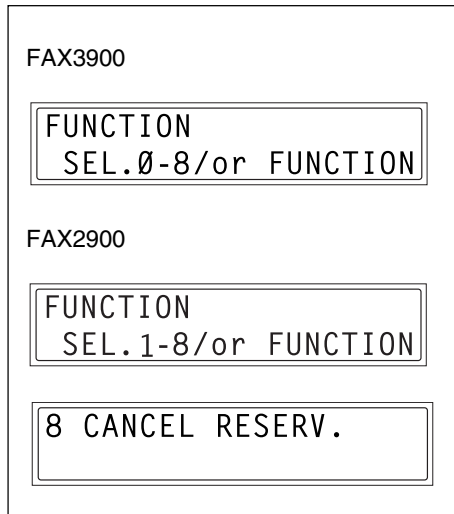 FAX3900
FUNCTION
SEL.Ø-8/or FUNCTION
FAX2900
FUNCTION
SEL.1-8/or FUNCTION
8 CANCEL RESERV.